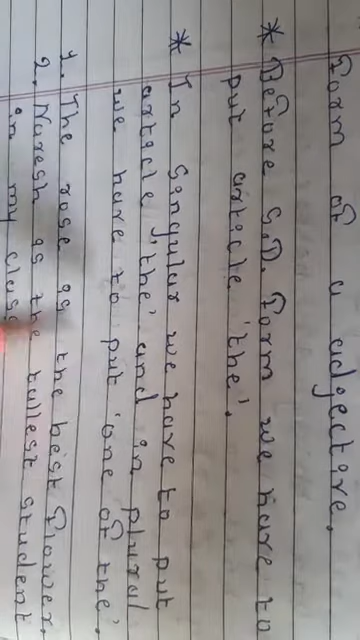 form of a adjective.
* Before S.D. Form we have to
put article 'the'.
* In Singular we have to put
article 'the' and in plural
we have to put 'one of the'.
1. The rose is the best flower.
2. Naresh is the tallest student
in my class